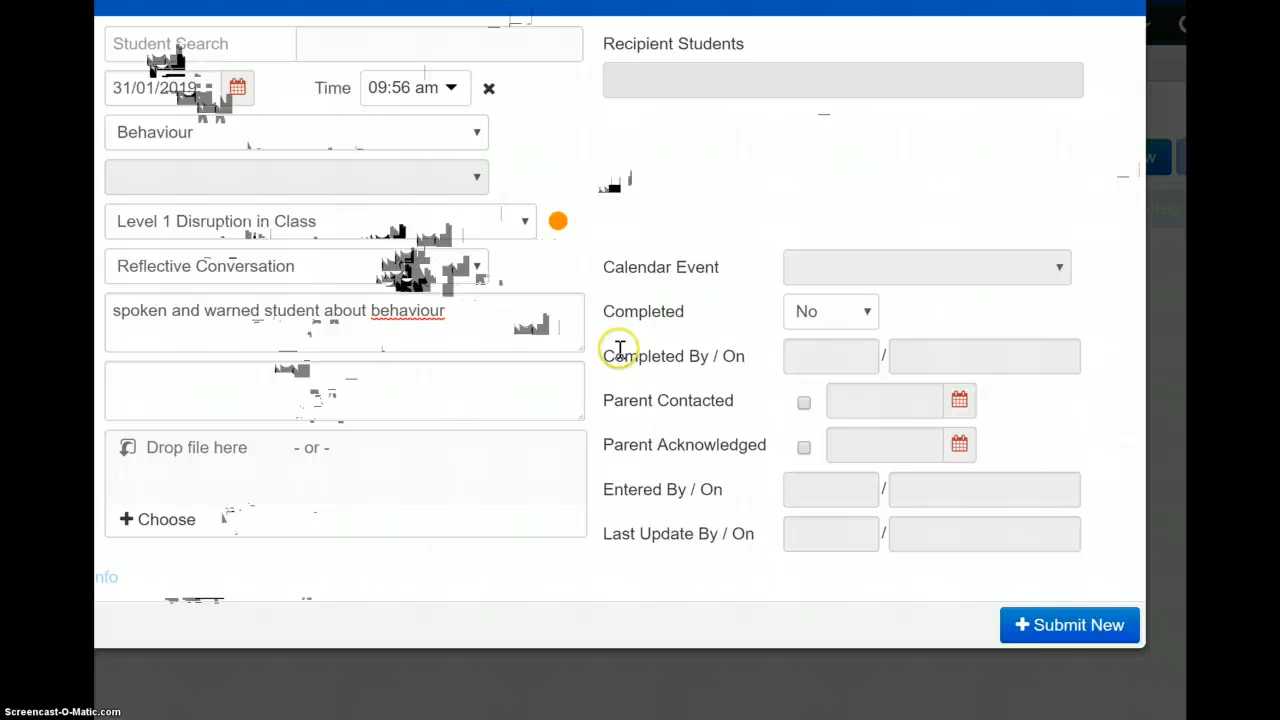 Student Search
31/01/2019
Time
09:56 am
Behaviour
Level 1 Disruption in Class
Reflective Conversation
spoken and warned student about behaviour
Drop file here
- or -
Choose
nfo
Recipient Students
Calendar Event
Completed
No
Completed By / On
/
Parent Contacted
Parent Acknowledged
Entered By / On
/
Last Update By / On
/
Submit New
w
Screencast-O-Matic.com